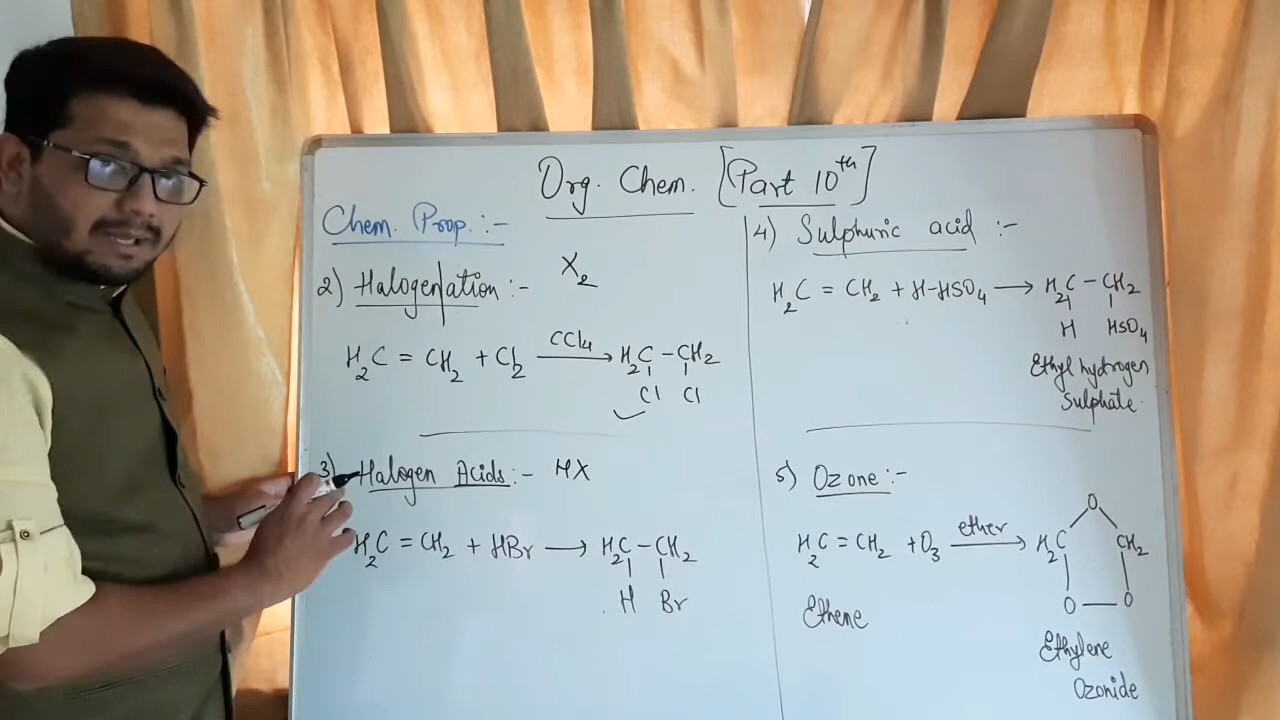 Org. Chem. [Part 10th]
Chem. Prop. :-
2) Halogenation :- X2
H2C = CH2 + Cl2 CCl4 → H2C - CH2
Cl Cl
3) Halogen Acids :- HX
H2C = CH2 + HBr → H2C - CH2
H Br
4) Sulphuric acid :-
H2C = CH2 + H-HSO4 → H2C - CH2
H HSO4
Ethyl hydrogen
Sulphate.
5) Ozone :-
O
H2C = CH2 + O3 ether → H2C CH2
O — O
Ethene
Ethylene
Ozonide